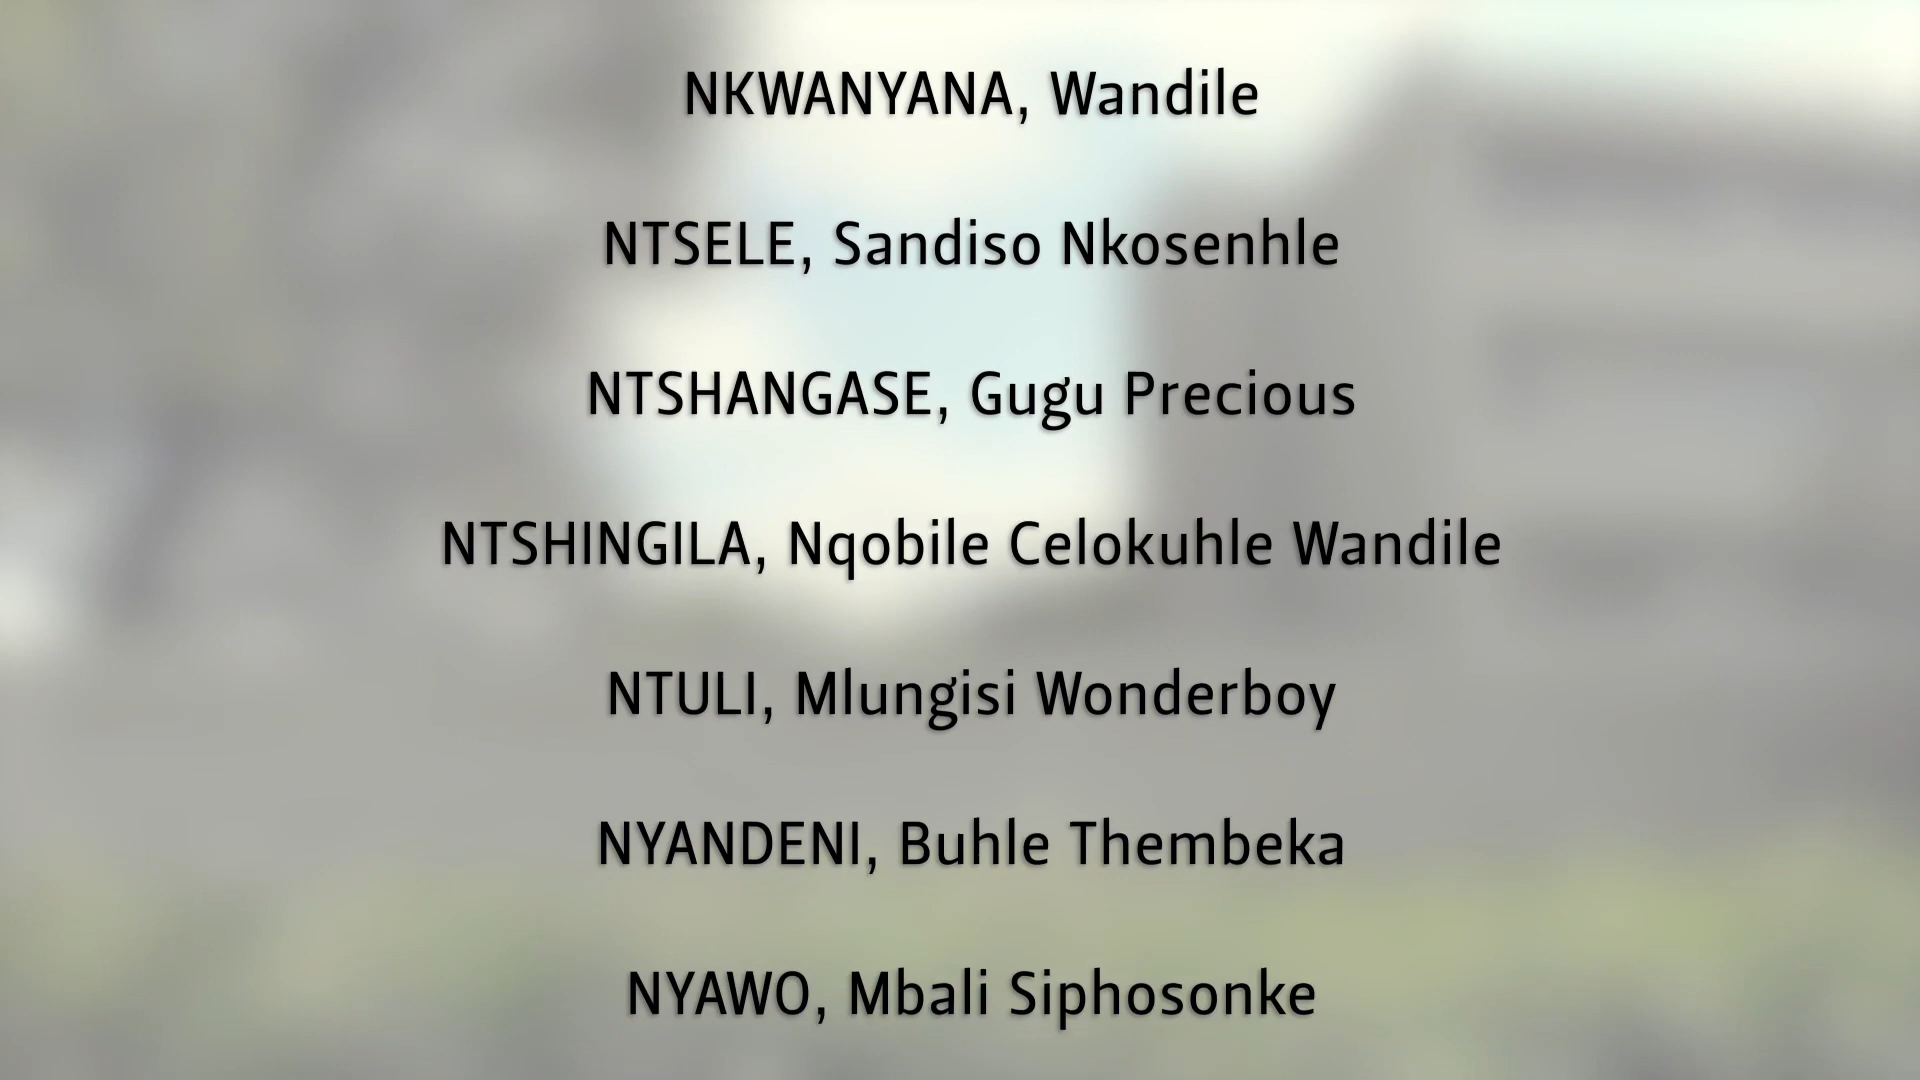 NKWANYANA, Wandile
NTSELE, Sandiso Nkosenhle
NTSHANGASE, Gugu Precious
NTSHINGILA, Nqobile Celokuhle Wandile
NTULI, Mlungisi Wonderboy
NYANDENI, Buhle Thembeka
NYAWO, Mbali Siphosonke